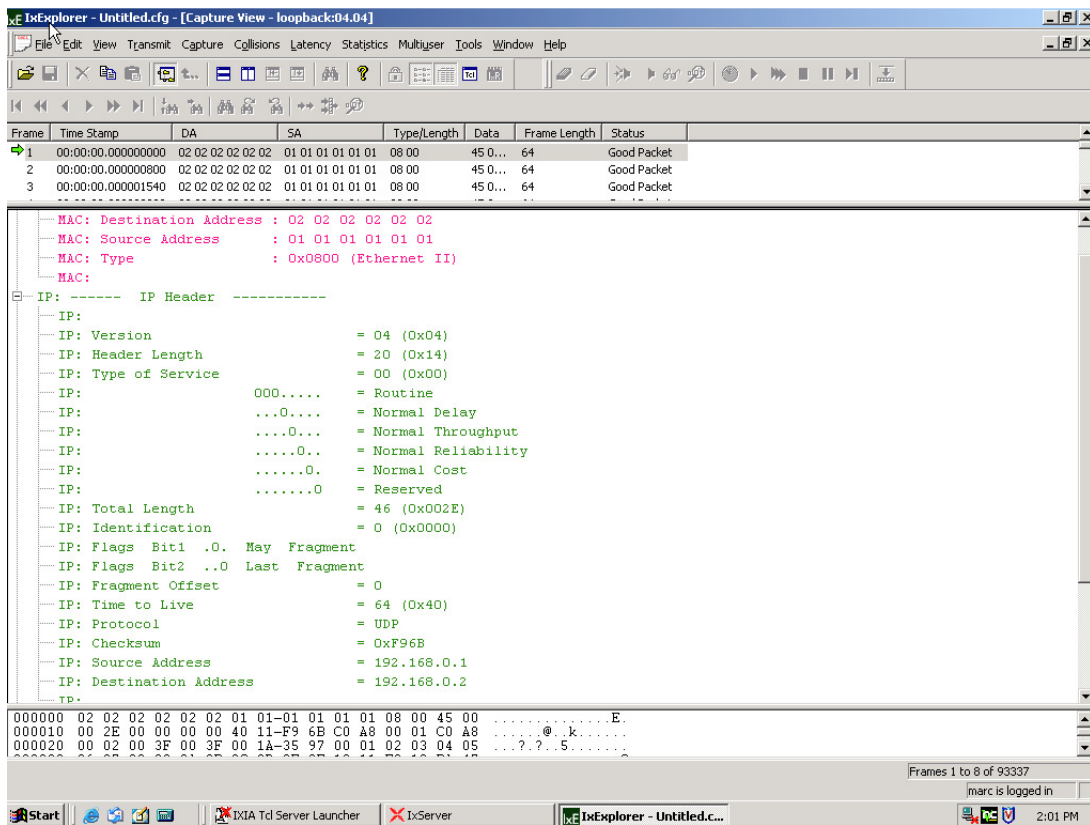 IxExplorer - Untitled.cfg - [Capture View - loopback:04.04]
File Edit View Transmit Capture Collisions Latency Statistics Multiuser Tools Window Help
Tcl
Frame Time Stamp DA SA Type/Length Data Frame Length Status
1 00:00:00.000000000 02 02 02 02 02 02 01 01 01 01 01 01 08 00 45 0... 64 Good Packet
2 00:00:00.000000800 02 02 02 02 02 02 01 01 01 01 01 01 08 00 45 0... 64 Good Packet
3 00:00:00.000001540 02 02 02 02 02 02 01 01 01 01 01 01 08 00 45 0... 64 Good Packet
MAC: Destination Address : 02 02 02 02 02 02
MAC: Source Address : 01 01 01 01 01 01
MAC: Type : 0x0800 (Ethernet II)
MAC:
IP: ------ IP Header -----------
IP:
IP: Version = 04 (0x04)
IP: Header Length = 20 (0x14)
IP: Type of Service = 00 (0x00)
IP: 000..... = Routine
IP: ...0.... = Normal Delay
IP: ....0... = Normal Throughput
IP: .....0.. = Normal Reliability
IP: ......0. = Normal Cost
IP: .......0 = Reserved
IP: Total Length = 46 (0x002E)
IP: Identification = 0 (0x0000)
IP: Flags Bit1 .0. May Fragment
IP: Flags Bit2 ..0 Last Fragment
IP: Fragment Offset = 0
IP: Time to Live = 64 (0x40)
IP: Protocol = UDP
IP: Checksum = 0xF96B
IP: Source Address = 192.168.0.1
IP: Destination Address = 192.168.0.2
IP:
000000 02 02 02 02 02 02 01 01-01 01 01 01 08 00 45 00 ..............E.
000010 00 2E 00 00 00 00 40 11-F9 6B C0 A8 00 01 C0 A8 ......@..k......
000020 00 02 00 3F 00 3F 00 1A-35 97 00 01 02 03 04 05 ...?.?..5.......
Frames 1 to 8 of 93337
marc is logged in
Start IXIA Tcl Server Launcher IxServer IxExplorer - Untitled.c... 2:01 PM